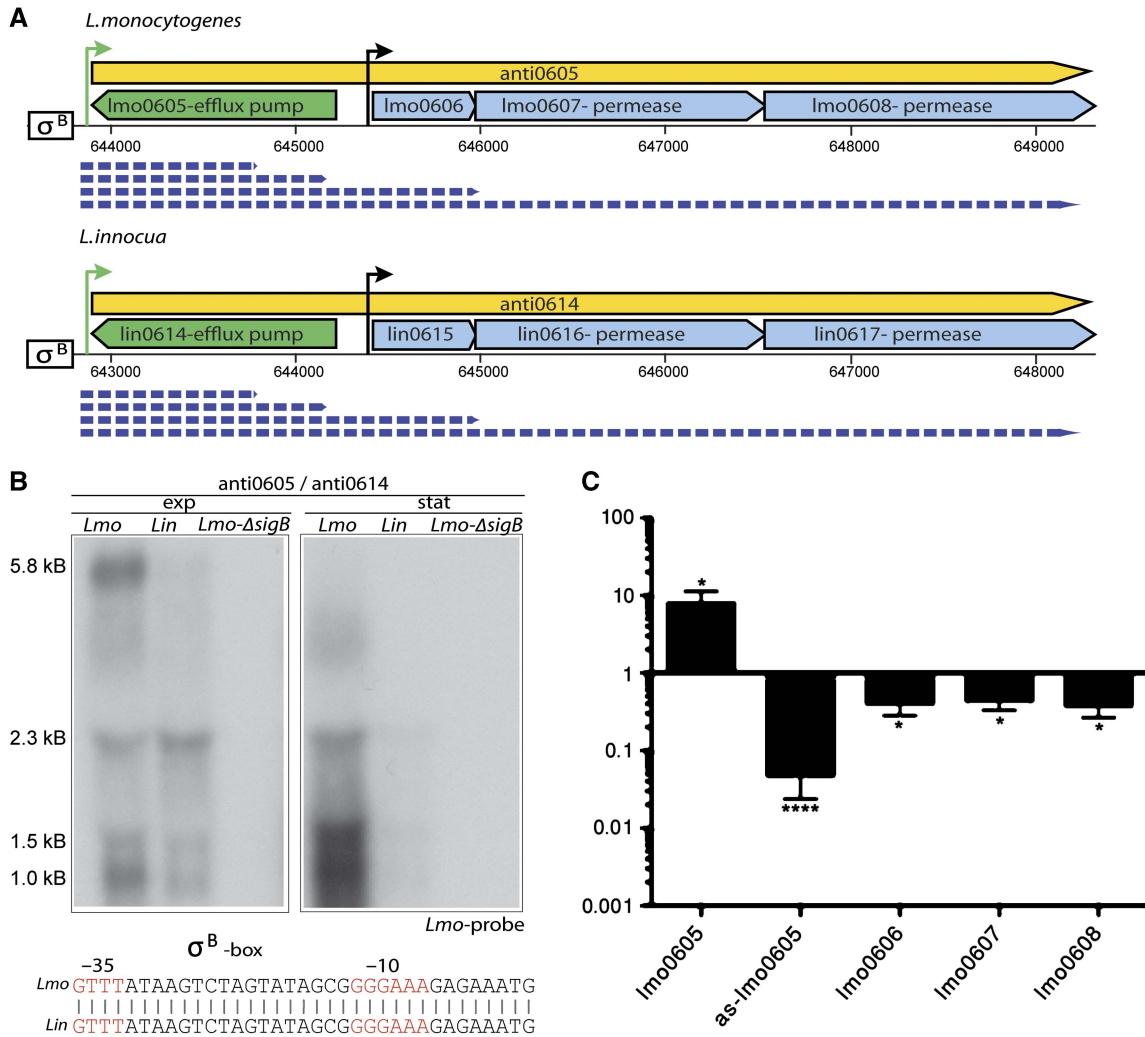 A
L.monocytogenes
anti0605
lmo0605-efflux pump
lmo0606
lmo0607- permease
lmo0608- permease
σ B
644000
645000
646000
647000
648000
649000
L.innocua
anti0614
lin0614-efflux pump
lin0615
lin0616- permease
lin0617- permease
σ B
643000
644000
645000
646000
647000
648000
B
anti0605 / anti0614
exp
stat
Lmo Lin Lmo-ΔsigB
Lmo Lin Lmo-ΔsigB
5.8 kB
2.3 kB
1.5 kB
1.0 kB
Lmo-probe
σ B -box
−35 −10
Lmo GTTTATAAGTCTAGTATAGCGGGGAAAGAGAAATG
Lin GTTTATAAGTCTAGTATAGCGGGGAAAGAGAAATG
C
100
10
1
0.1
0.01
0.001
*
****
*
*
*
lmo0605
as-lmo0605
lmo0606
lmo0607
lmo0608